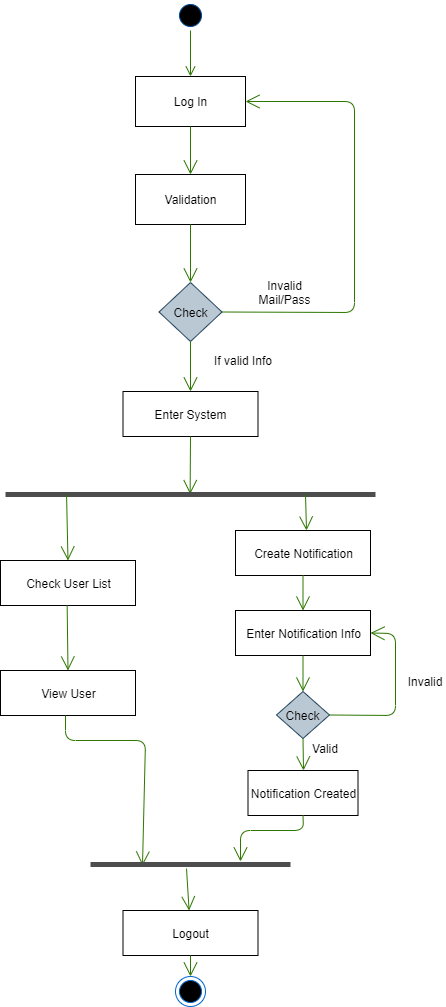 Log In
Validation
Check
Invalid
Mail/Pass
If valid Info
Enter System
Create Notification
Check User List
Enter Notification Info
View User
Invalid
Check
Valid
Notification Created
Logout